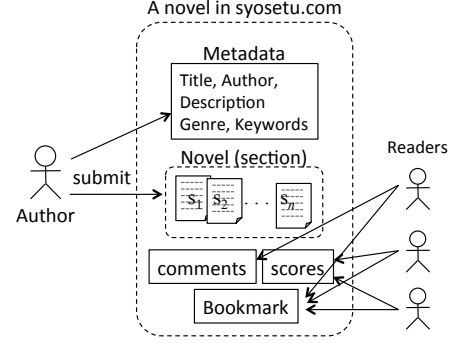 A novel in syosetu.com
Metadata
Title, Author,
Description
Genre, Keywords
Novel (section)
S1 S2 . . . Sn
Readers
submit
Author
comments scores
Bookmark